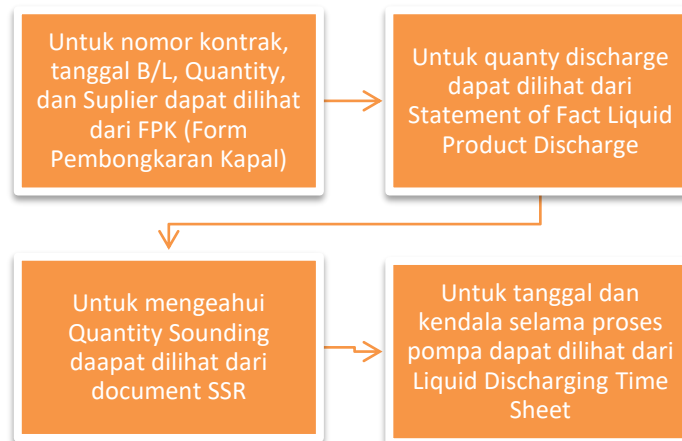 Untuk nomor kontrak,
tanggal B/L, Quantity,
dan Suplier dapat dilihat
dari FPK (Form
Pembongkaran Kapal)
Untuk quanty discharge
dapat dilihat dari
Statement of Fact Liquid
Product Discharge
Untuk mengeahui
Quantity Sounding
daapat dilihat dari
document SSR
Untuk tanggal dan
kendala selama proses
pompa dapat dilihat dari
Liquid Discharging Time
Sheet